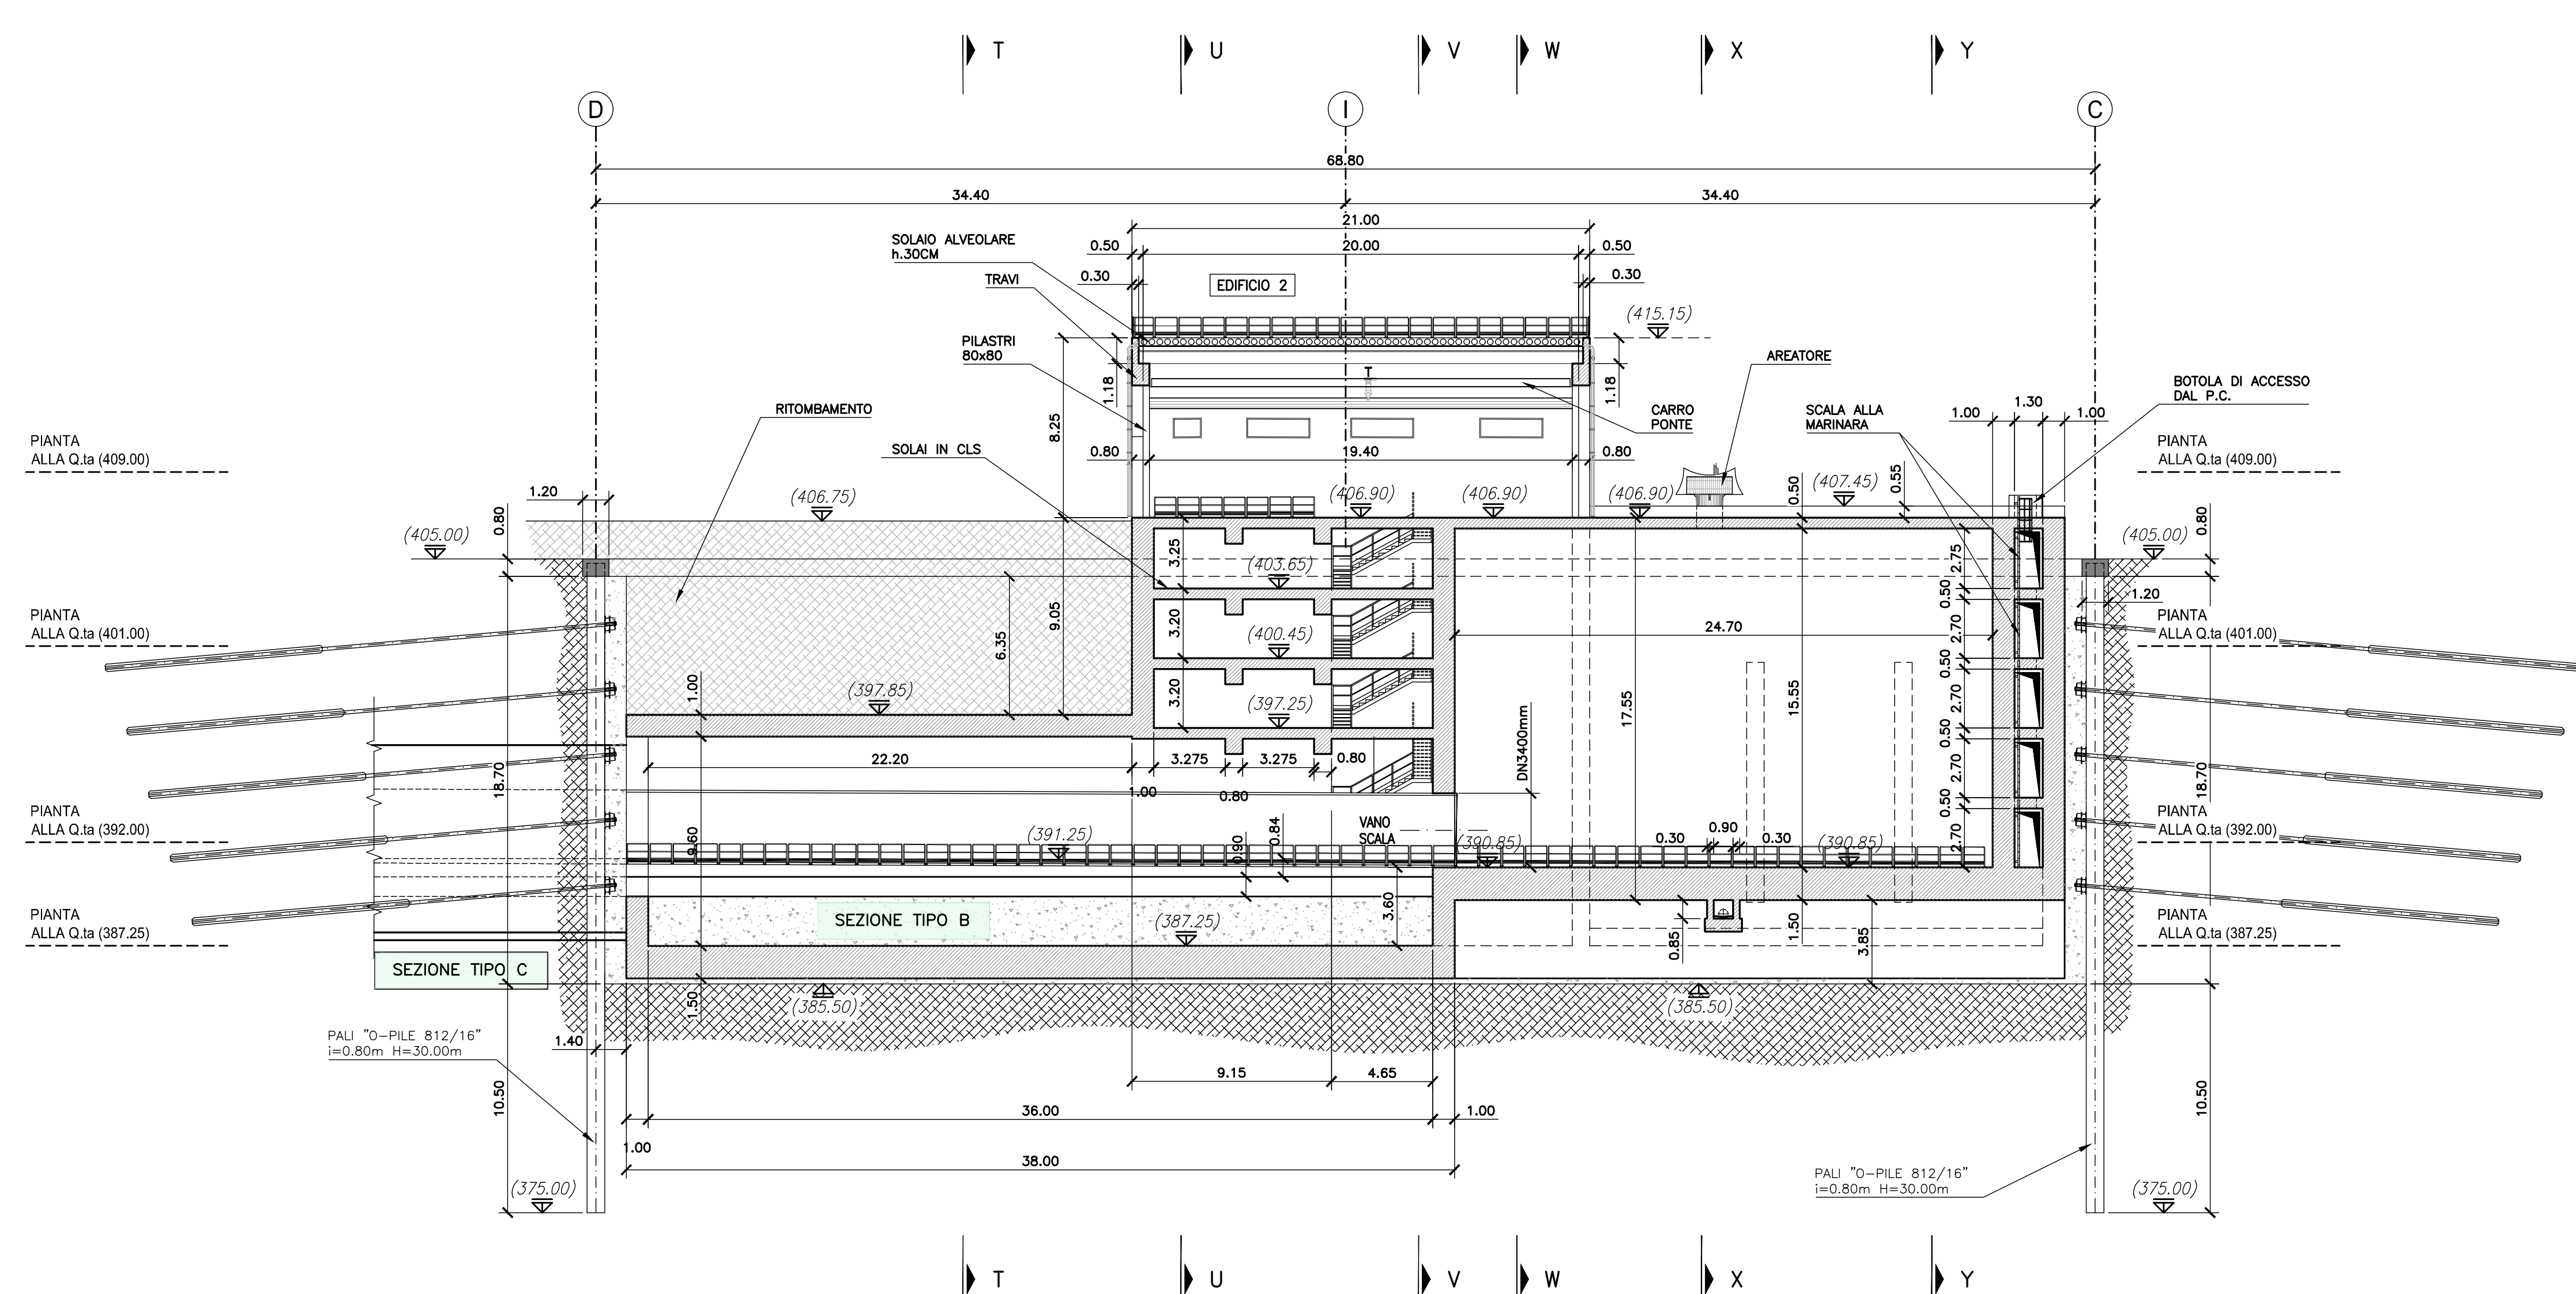 T U V W X Y
D I C
68.80
34.40 34.40
21.00
0.50 20.00 0.50
0.30 0.30
SOLAIO ALVEOLARE
h.30CM
TRAVI
EDIFICIO 2
(415.15)
PILASTRI
80x80
1.18 1.18
AREATORE
BOTOLA DI ACCESSO
DAL P.C.
RITOMBAMENTO
8.25
CARRO
PONTE
SCALA ALLA
MARINARA
1.00 1.30 1.00
PIANTA
ALLA Q.ta (409.00)
PIANTA
ALLA Q.ta (409.00)
SOLAI IN CLS
0.80 19.40 0.80
1.20
(406.75) (406.90) (406.90) (406.90) (407.45)
0.50 0.55
0.80 0.80
(405.00) (405.00)
3.25 (403.65) 2.75
0.50
1.20
PIANTA
ALLA Q.ta (401.00)
PIANTA
ALLA Q.ta (401.00)
9.05
6.35
3.20 (400.45) 24.70 2.70
0.50
1.00
(397.85)
3.20 (397.25) 17.55 15.55 2.70
0.50
DN3400mm
18.70 18.70
22.20 3.275 3.275 0.80
1.00 0.80
2.70
0.50
PIANTA
ALLA Q.ta (392.00)
PIANTA
ALLA Q.ta (392.00)
VANO
SCALA
9.60 (391.25) 0.90 0.84 (390.85) 0.30 0.90 0.30 (390.85) 2.70
PIANTA
ALLA Q.ta (387.25)
PIANTA
ALLA Q.ta (387.25)
SEZIONE TIPO B
(387.25)
3.60 0.85 1.50 3.85
SEZIONE TIPO C
1.50
(385.50) (385.50)
PALI "O-PILE 812/16"
i=0.80m H=30.00m
1.40
9.15 4.65
10.50 10.50
36.00 1.00
1.00
38.00
PALI "O-PILE 812/16"
i=0.80m H=30.00m
(375.00) (375.00)
T U V W X Y